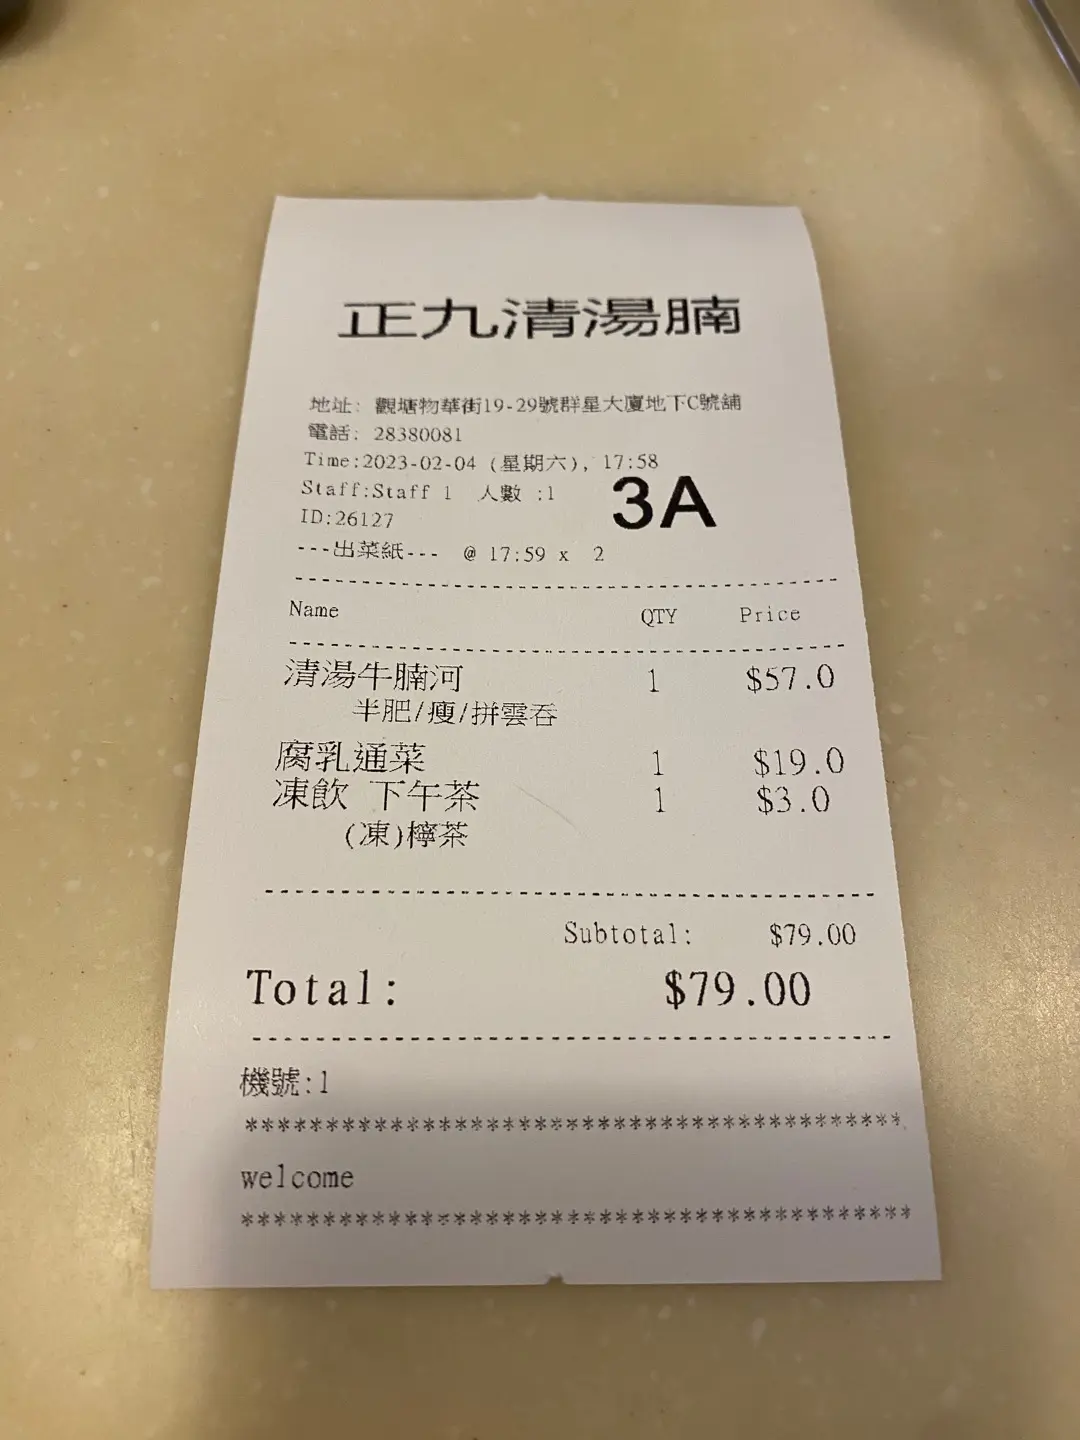 正九清湯腩
地址: 觀塘物華街19-29號群星大廈地下C號舖
電話: 28380081
Time:2023-02-04 (星期六), 17:58
Staff:Staff 1 人數 :1
3A
ID:26127
---出菜紙--- @ 17:59 x 2
Name QTY Price
清湯牛腩河 1 $57.0
半肥/瘦/拼雲吞
腐乳通菜 1 $19.0
凍飲 下午茶 1 $3.0
(凍)檸茶
Subtotal: $79.00
Total: $79.00
機號:1
*****************************************
welcome
*****************************************